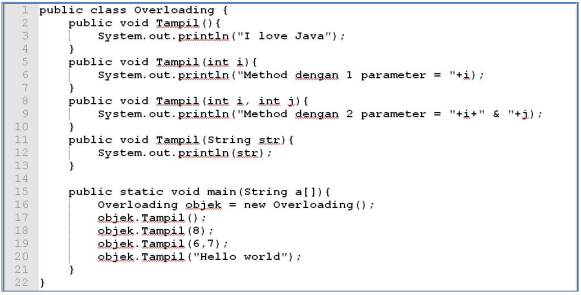 1 public class Overloading {
2 public void Tampil(){
3 System.out.println("I love Java");
4 }
5 public void Tampil(int i){
6 System.out.println("Method dengan 1 parameter = "+i);
7 }
8 public void Tampil(int i, int j){
9 System.out.println("Method dengan 2 parameter = "+i+" & "+j);
10 }
11 public void Tampil(String str){
12 System.out.println(str);
13 }
14
15 public static void main(String a[]){
16 Overloading objek = new Overloading();
17 objek.Tampil();
18 objek.Tampil(8);
19 objek.Tampil(6,7);
20 objek.Tampil("Hello world");
21 }
22 }